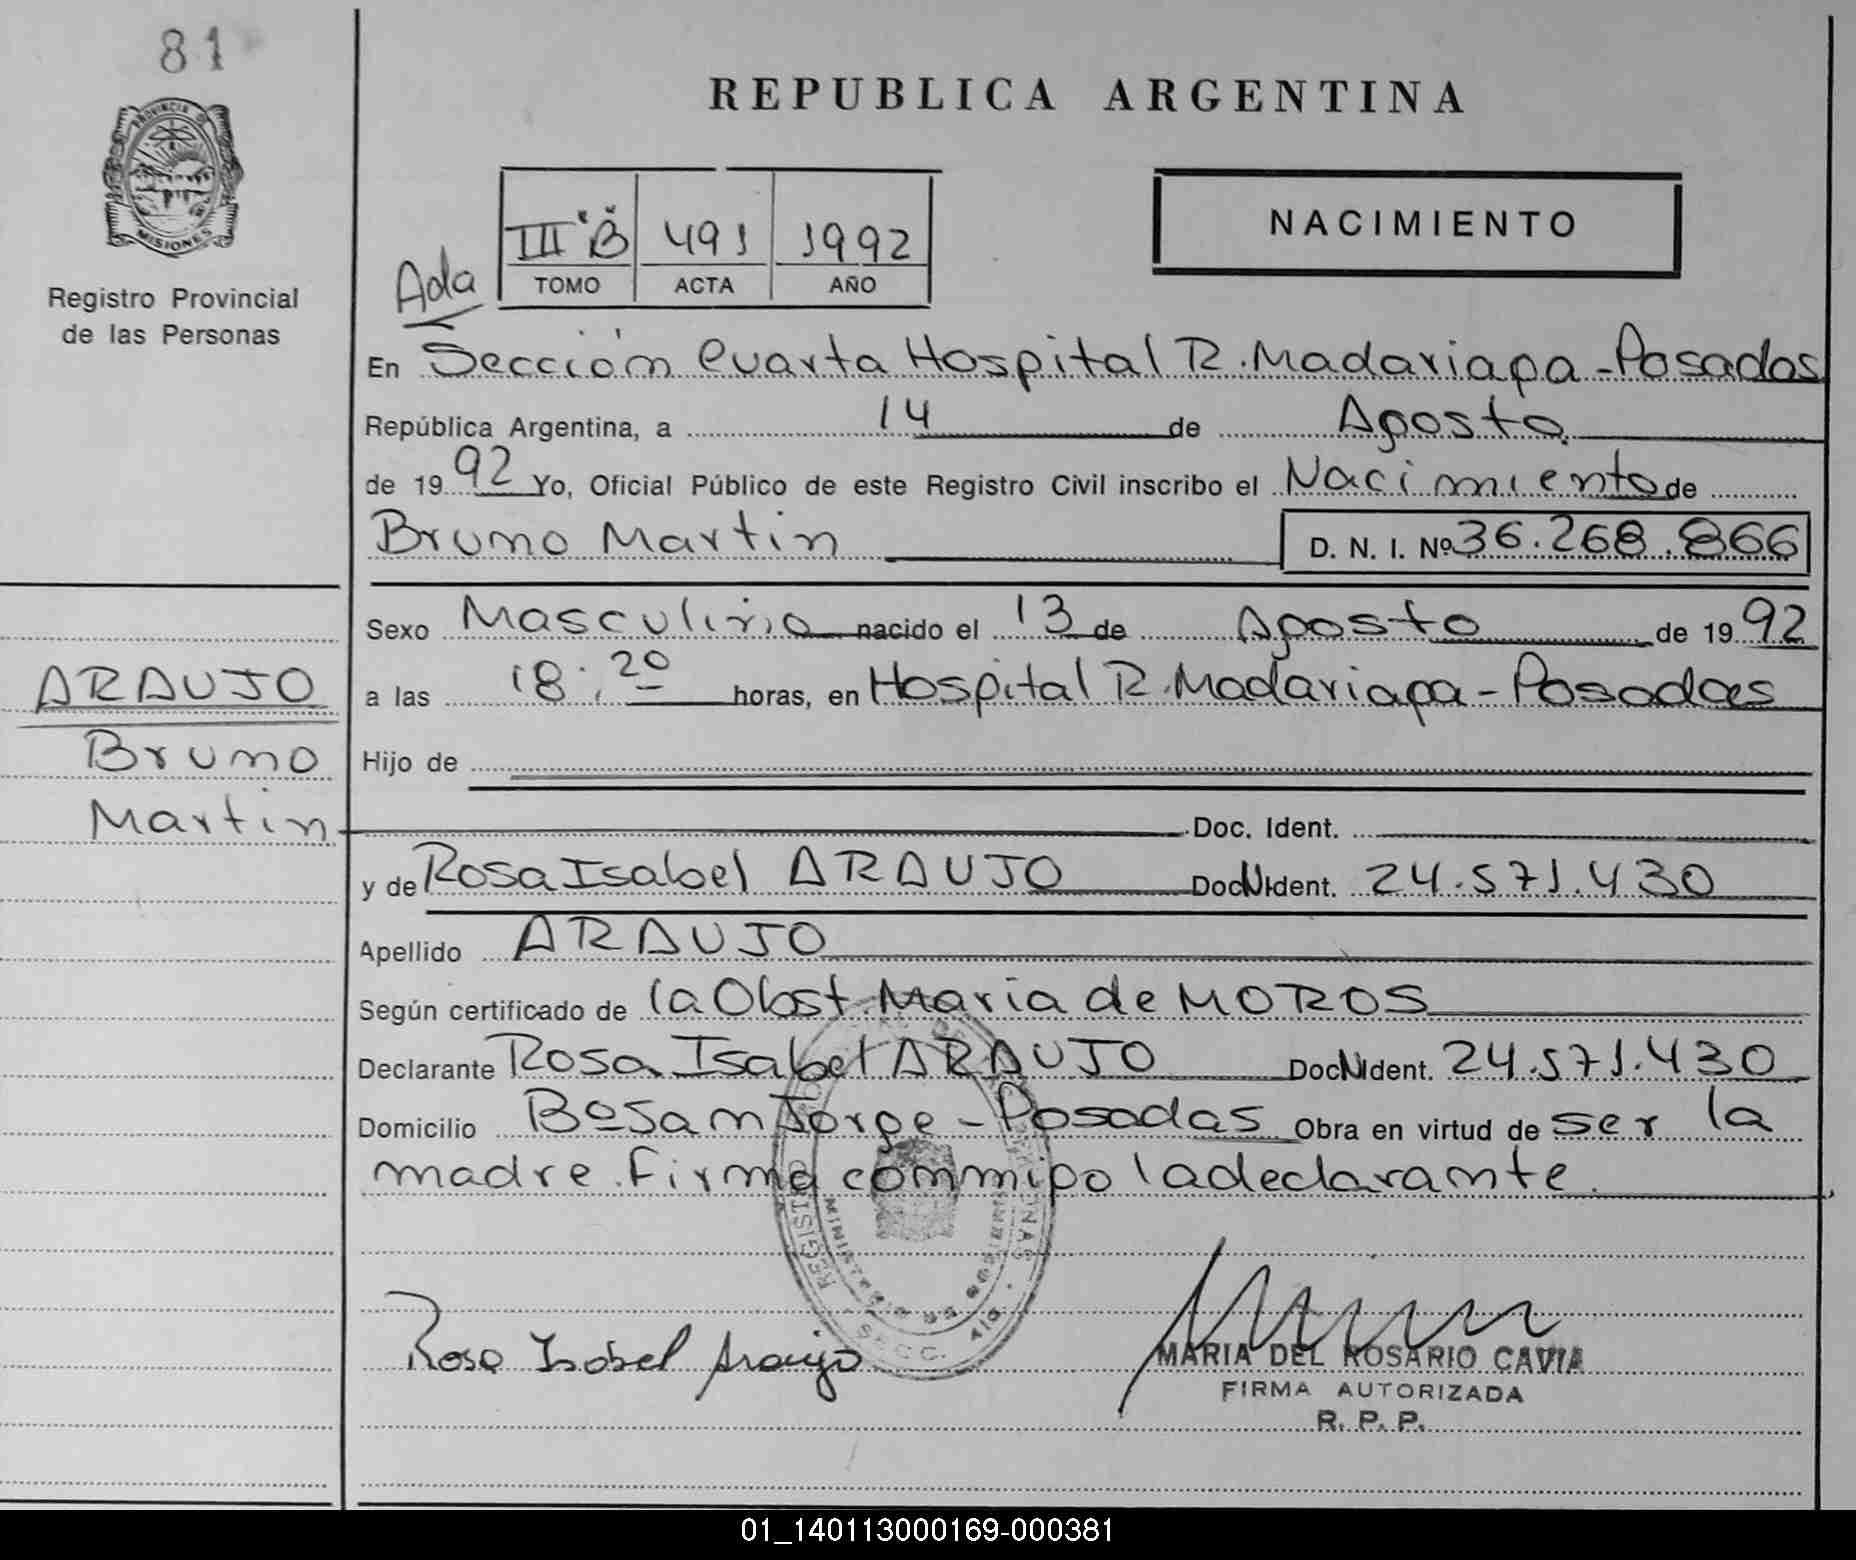 81
PROVINCIA D
MISIONES
Registro Provincial
de las Personas
REPUBLICA ARGENTINA
III "B" 491 1992
TOMO ACTA AÑO
NACIMIENTO
Ada
En Sección Cuarta Hospital R. Madariaga - Posadas
República Argentina, a 14 de Agosto
de 1992 Yo, Oficial Público de este Registro Civil inscribo el Nacimiento de
Bruno Martin D. N. I. Nº 36.268.866
Sexo Masculino nacido el 13 de Agosto de 1992
a las 18:20 horas, en Hospital R. Madariaga - Posadas
ARAUJO
Bruno
Martin
Hijo de
Doc. Ident.
y de Rosa Isabel ARAUJO Doc N Ident. 24.571.430
Apellido ARAUJO
Según certificado de la Obst. Maria de MOROS
Declarante Rosa Isabel ARAUJO Doc N Ident. 24.571.430
Domicilio Bº San Jorge - Posadas Obra en virtud de ser la
madre. Firma conmigo la declarante.
Rosa Isabel Araujo
MARIA DEL ROSARIO CAVIA
FIRMA AUTORIZADA
R. P. P.
01_140113000169-000381